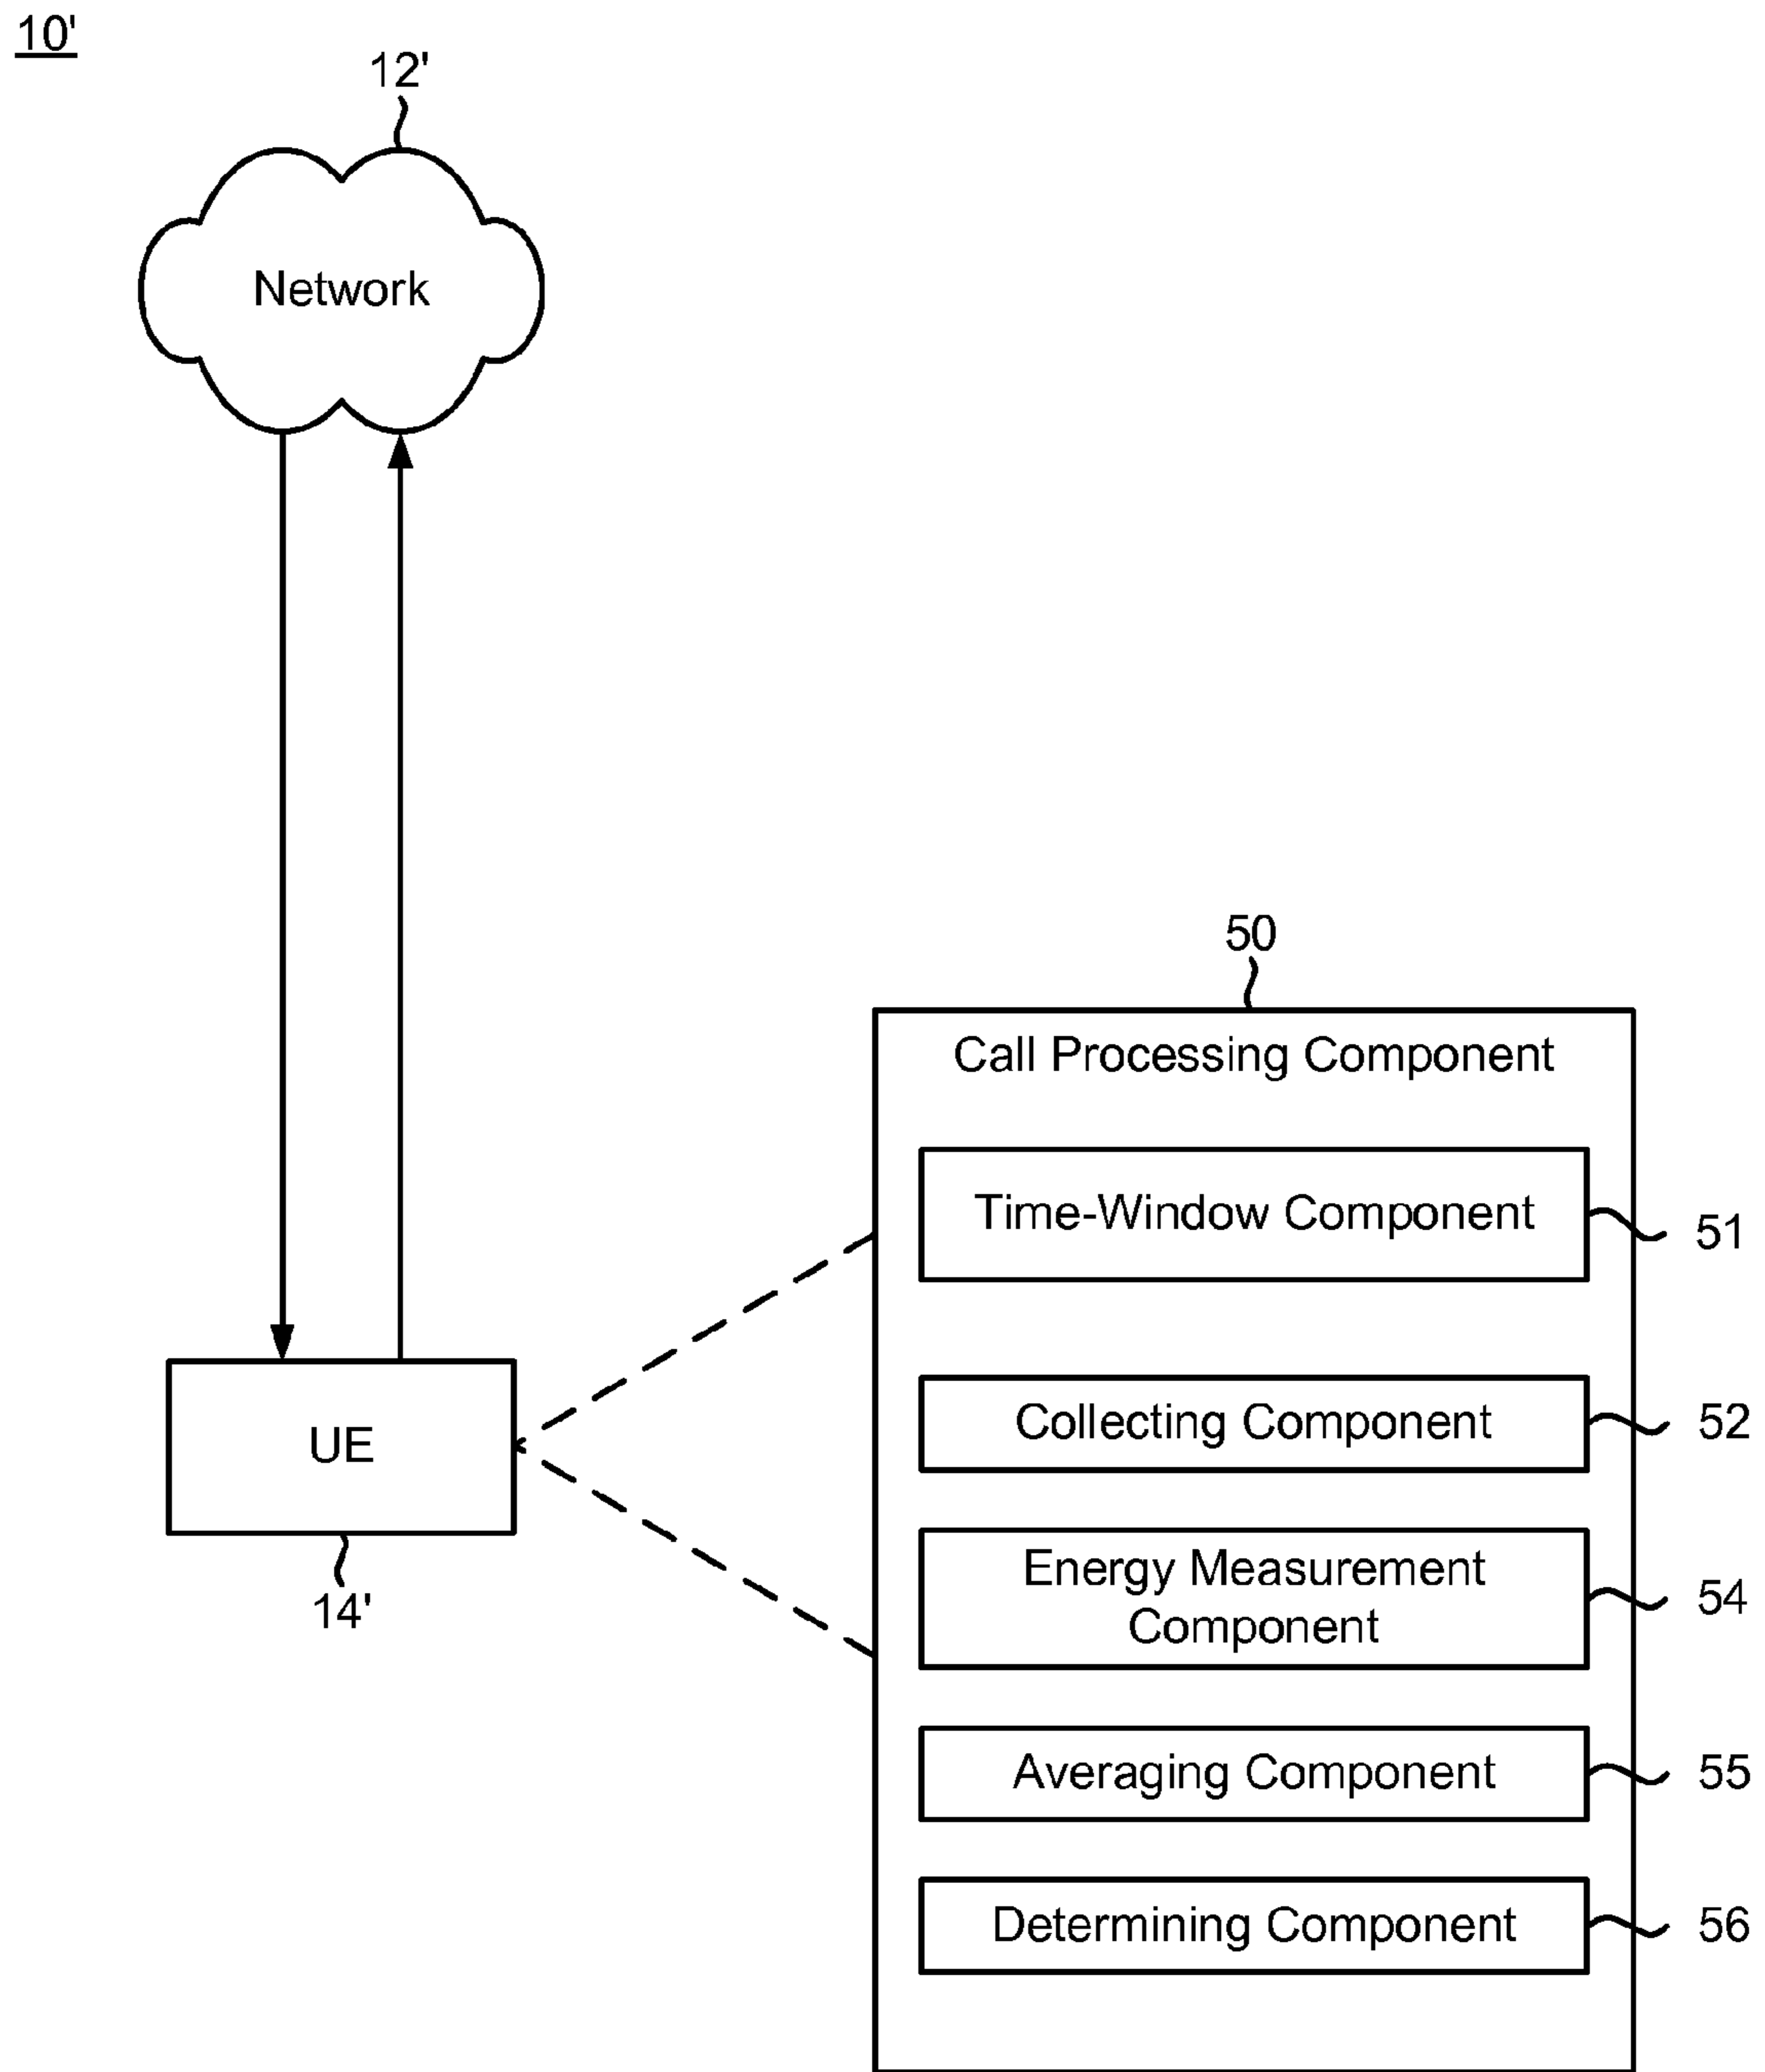 10'
12'
Network
50
Call Processing Component
Time-Window Component
51
Collecting Component
52
UE
Energy Measurement
Component
54
14'
Averaging Component
55
Determining Component
56